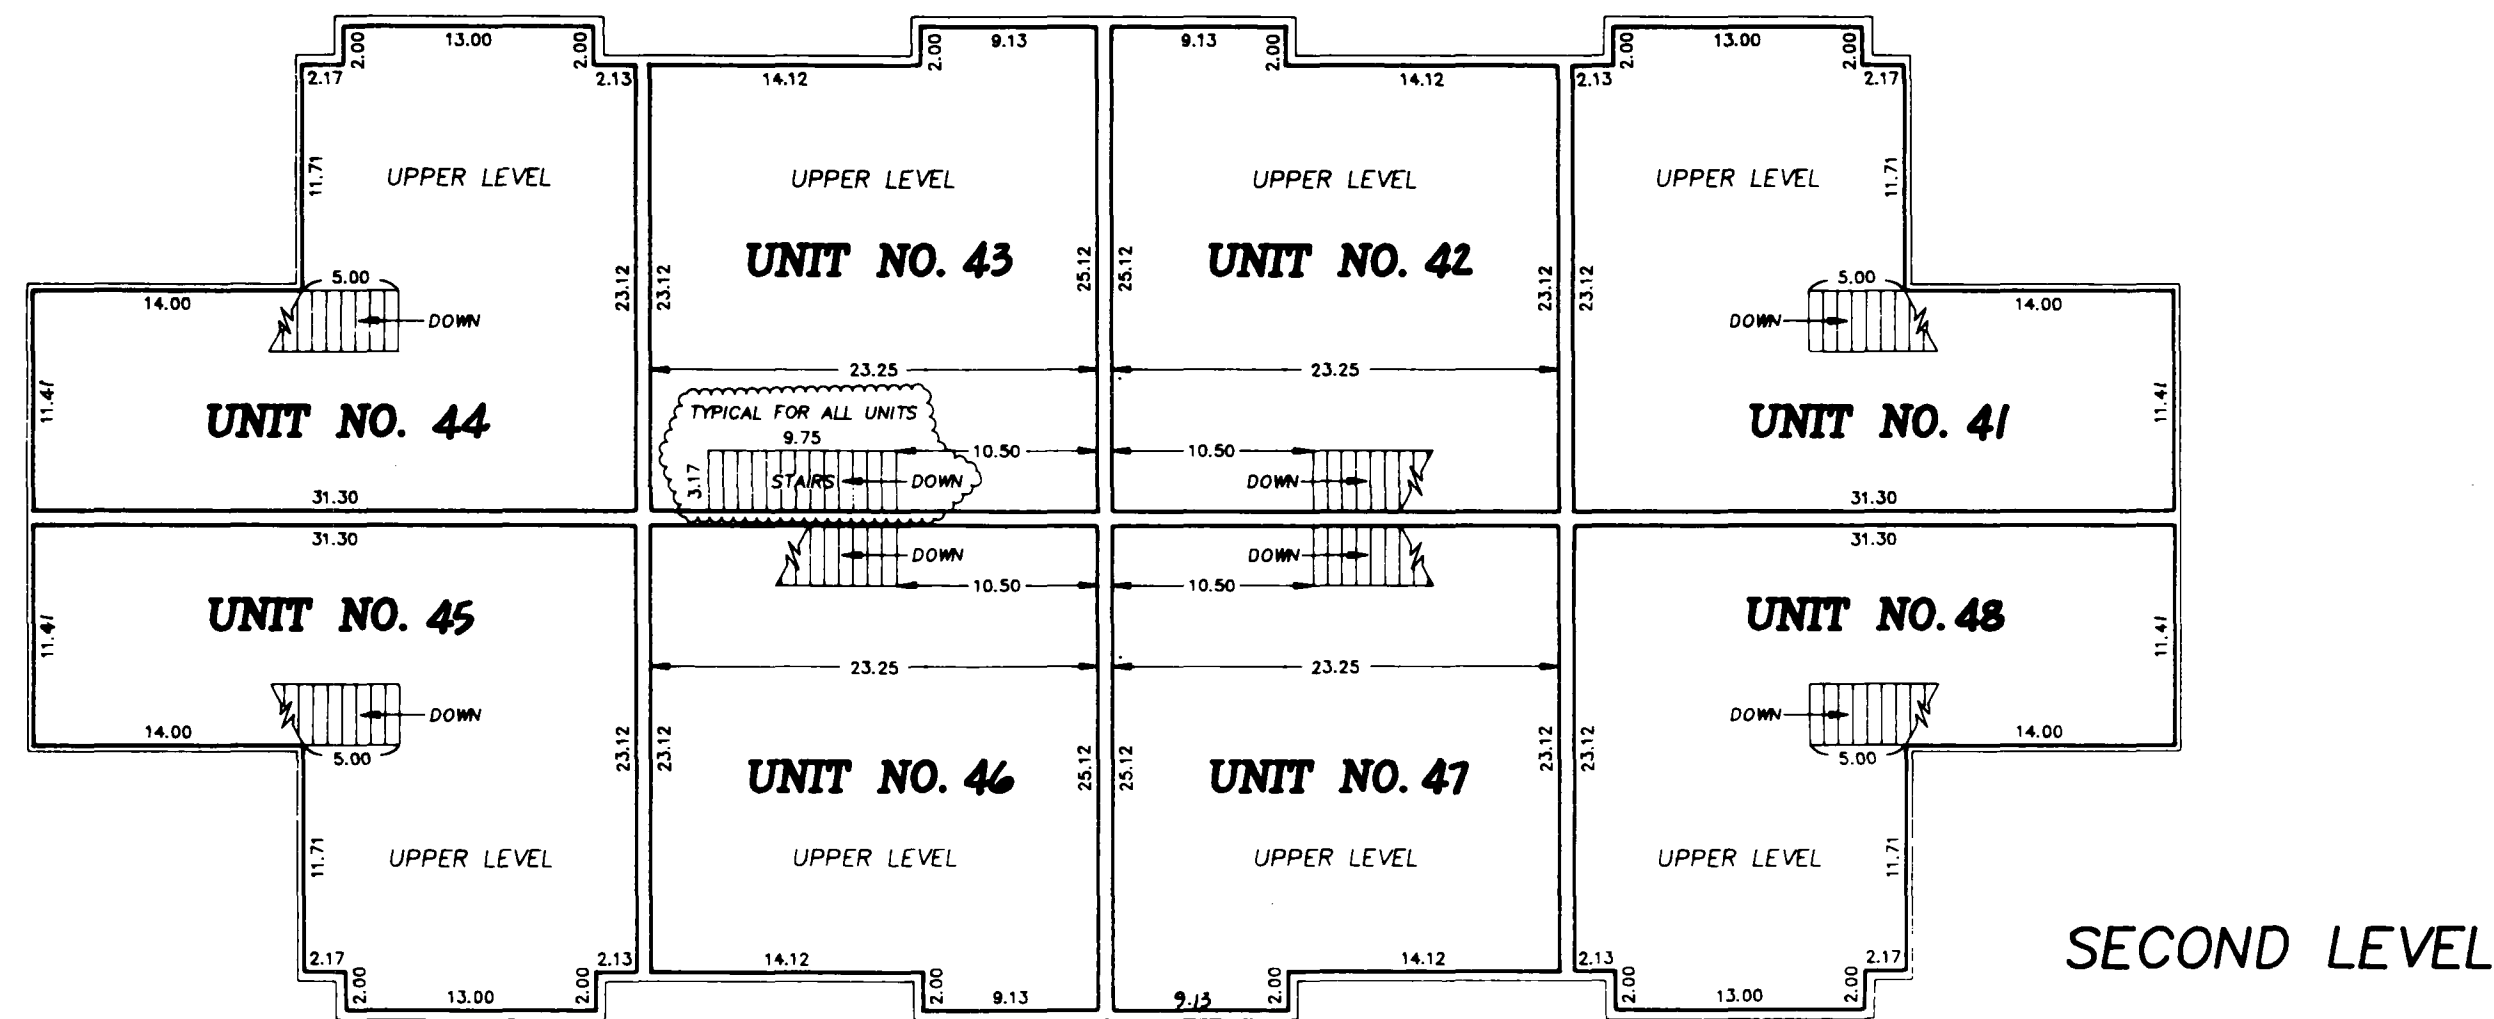 13.00 9.13 9.13 13.00
2.00 2.00 2.00 2.00 2.00 2.00
2.17 2.13 14.12 14.12 2.13 2.17
11.71 UPPER LEVEL UPPER LEVEL UPPER LEVEL UPPER LEVEL 11.71
UNIT NO. 43 UNIT NO. 42
5.00 23.12 23.12 25.12 25.12 23.12 23.12 5.00
14.00 14.00
DOWN DOWN
23.25 23.25
11.41 UNIT NO. 44 TYPICAL FOR ALL UNITS UNIT NO. 41 11.41
9.75
10.50 10.50
3.17 STAIRS DOWN DOWN
31.30 31.30
31.30 31.30
DOWN DOWN
10.50 10.50
11.41 UNIT NO. 45 UNIT NO. 48 11.41
23.25 23.25
DOWN DOWN
14.00 14.00
5.00 23.12 23.12 25.12 25.12 23.12 23.12 5.00
UNIT NO. 46 UNIT NO. 47
11.71 UPPER LEVEL UPPER LEVEL UPPER LEVEL UPPER LEVEL 11.71
2.17 2.13 14.12 14.12 2.13 2.17
2.00 2.00 2.00 2.00 2.00 2.00
13.00 9.13 9.13 13.00
SECOND LEVEL